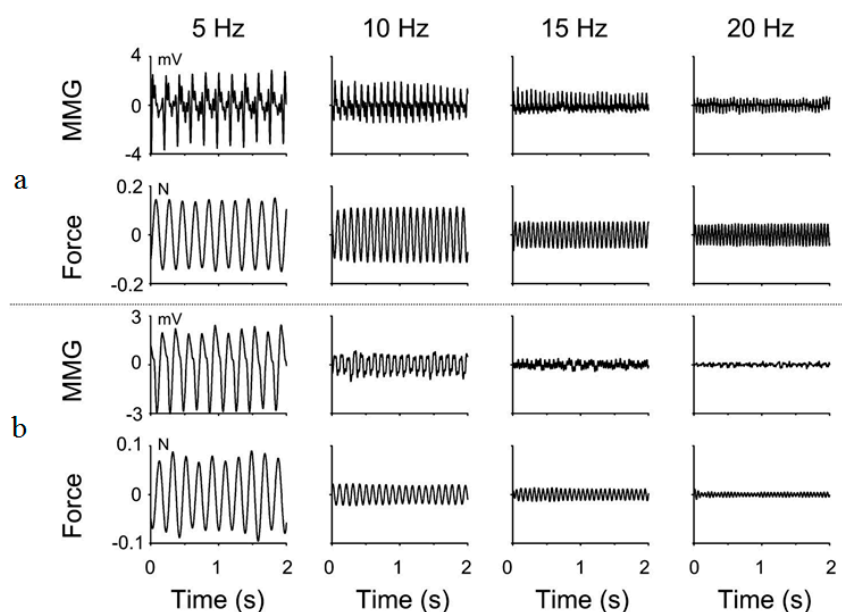 5 Hz 10 Hz 15 Hz 20 Hz
a
MMG
mV
4
0
-4
Force
N
0.2
0
-0.2
b
MMG
mV
3
0
-3
Force
N
0.1
0
-0.1
0 1 2 0 1 2 0 1 2 0 1 2
Time (s) Time (s) Time (s) Time (s)